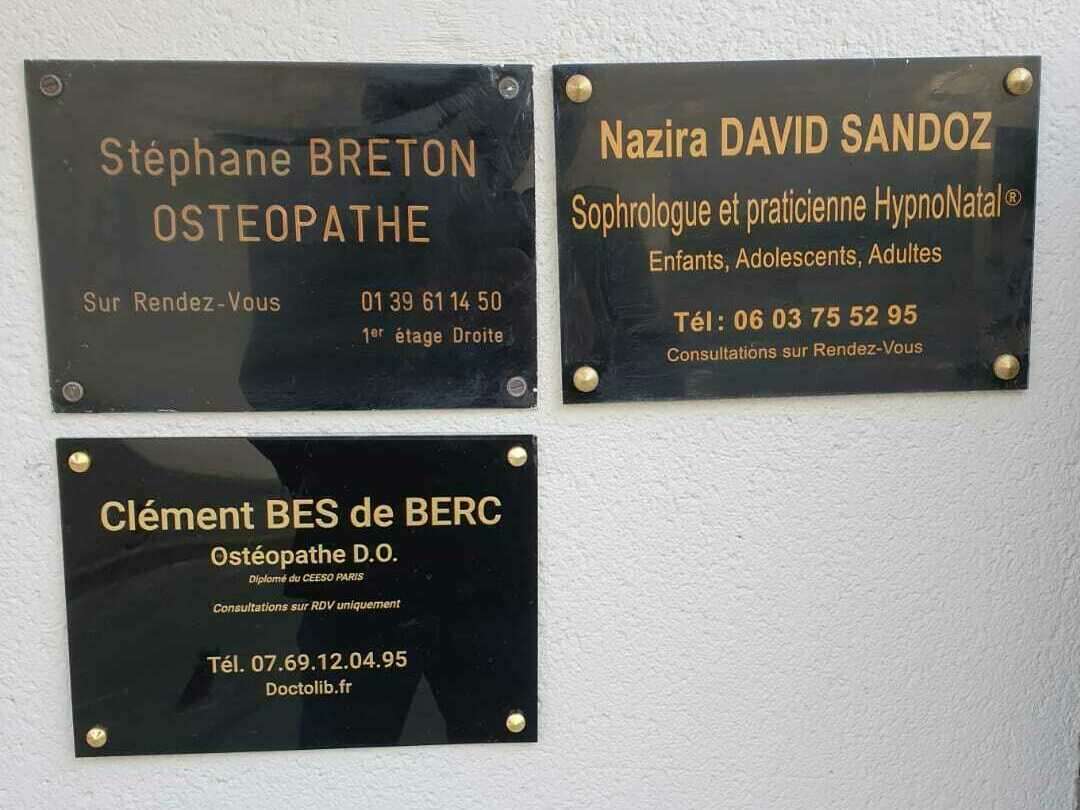 Stéphane BRETON
OSTEOPATHE
Sur Rendez-Vous 01 39 61 14 50
1er étage Droite
Nazira DAVID SANDOZ
Sophrologue et praticienne HypnoNatal®
Enfants, Adolescents, Adultes
Tél : 06 03 75 52 95
Consultations sur Rendez-Vous
Clément BES de BERC
Ostéopathe D.O.
Diplomé du CEESO PARIS
Consultations sur RDV uniquement
Tél. 07.69.12.04.95
Doctolib.fr